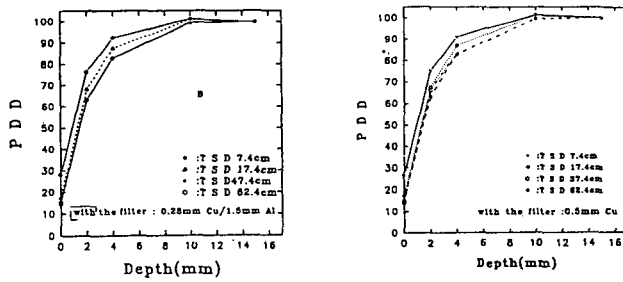 100
90
80
70
60
50
40
30
20
10
0
PDD
B
: T S D 7.4cm
: T S D 17.4cm
: T S D 47.4cm
: T S D 62.4cm
with the filter : 0.28mm Cu/1.5mm Al
0 2 4 6 8 10 12 14 16
Depth(mm)
100
90
80
70
60
50
40
30
20
10
0
PDD
: T S D 7.4cm
: T S D 17.4cm
: T S D 37.4cm
: T S D 62.4cm
with the filter : 0.5mm Cu
0 2 4 6 8 10 12 14 16
Depth(mm)